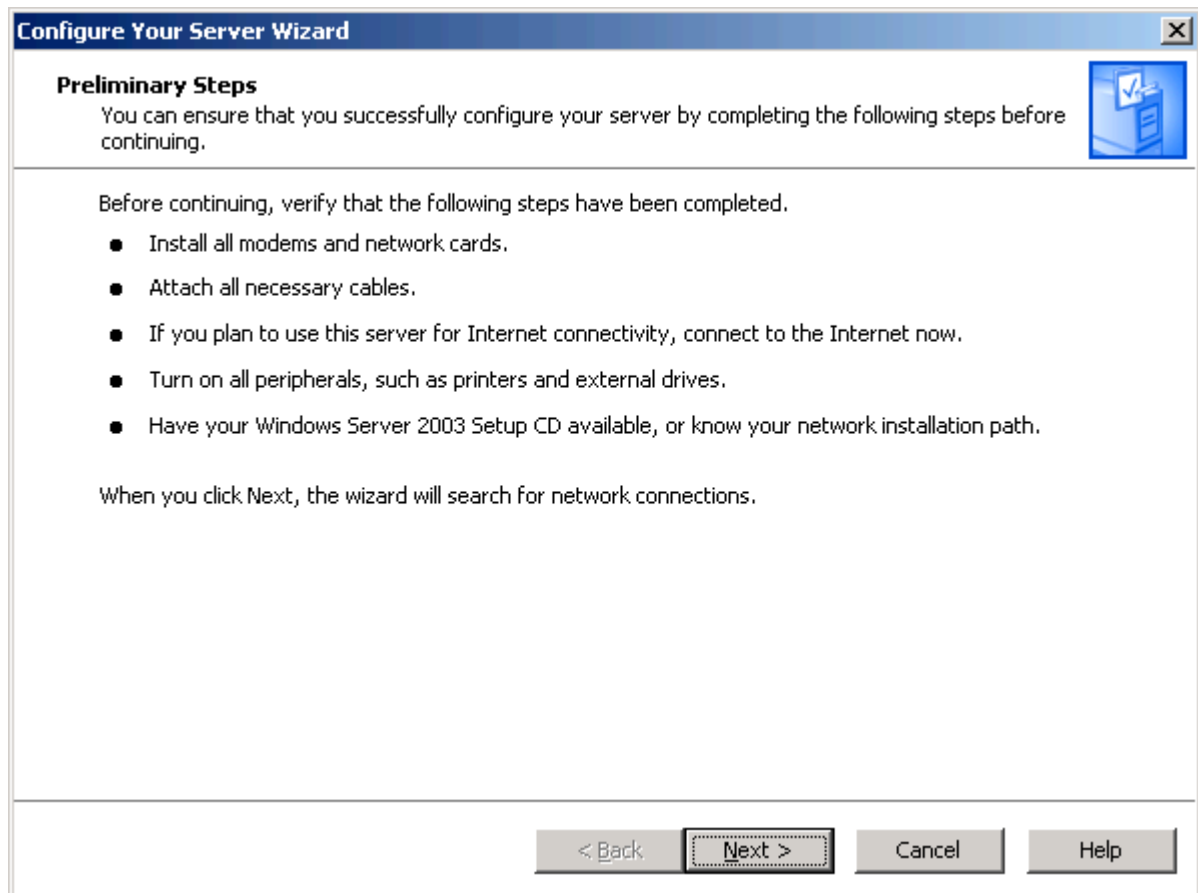 Configure Your Server Wizard
Preliminary Steps
You can ensure that you successfully configure your server by completing the following steps before
continuing.
Before continuing, verify that the following steps have been completed.
Install all modems and network cards.
Attach all necessary cables.
If you plan to use this server for Internet connectivity, connect to the Internet now.
Turn on all peripherals, such as printers and external drives.
Have your Windows Server 2003 Setup CD available, or know your network installation path.
When you click Next, the wizard will search for network connections.
< Back Next > Cancel Help